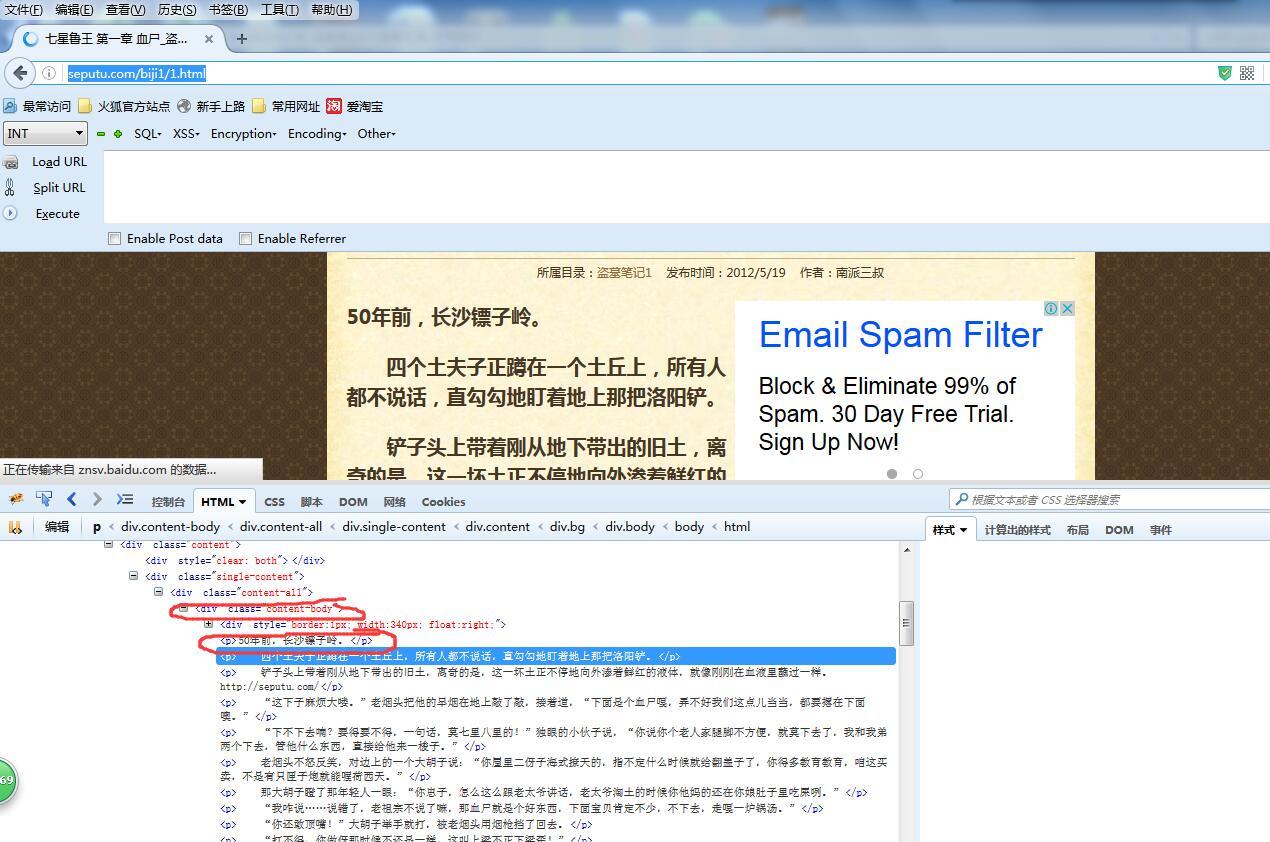 文件(F) 编辑(E) 查看(V) 历史(S) 书签(B) 工具(T) 帮助(H)
七星鲁王 第一章 血尸_盗... × +
seputu.com/biji1/1.html
最常访问 火狐官方站点 新手上路 常用网址 淘 爱淘宝
INT SQL XSS Encryption Encoding Other
Load URL
Split URL
Execute
Enable Post data Enable Referrer
所属目录：盗墓笔记1 发布时间：2012/5/19 作者：南派三叔
50年前，长沙镖子岭。
四个土夫子正蹲在一个土丘上，所有人
都不说话，直勾勾地盯着地上那把洛阳铲。
铲子头上带着刚从地下带出的旧土，离
奇的是，这一坏土正不停地向外渗着鲜红的
Email Spam Filter
Block & Eliminate 99% of
Spam. 30 Day Free Trial.
Sign Up Now!
正在传输来自 znsv.baidu.com 的数据...
控制台 HTML CSS 脚本 DOM 网络 Cookies
根据文本或者 CSS 选择器搜索
编辑 p < div.content-body < div.content-all < div.single-content < div.content < div.bg < div.body < body < html
样式 计算出的样式 布局 DOM 事件
<div class="content">
<div style="clear: both"></div>
<div class="single-content">
<div class="content-all">
<div class="content-body">
<div style="border:1px; width:340px; float:right;">
<p>50年前，长沙镖子岭。</p>
<p> 四个土夫子正蹲在一个土丘上，所有人都不说话，直勾勾地盯着地上那把洛阳铲。</p>
<p> 铲子头上带着刚从地下带出的旧土，离奇的是，这一坏土正不停地向外渗着鲜红的液体，就像刚刚在血液里蘸过一样。
http://seputu.com/</p>
<p> “这下子麻烦大喽。”老烟头把他的旱烟在地上敲了敲，接着道，“下面是个血尸嘎，弄不好我们这点儿当当，都要撂在下面
噢。”</p>
<p> “下不下去喃？要得要不得，一句话，莫七里八里的！”独眼的小伙子说，“你说你个老人家腿脚不方便，就莫下去了，我和我弟
两个下去，管他什么东西，直接给他来一梭子。”</p>
<p> 老烟头不怒反笑，对边上的一个大胡子说：“你屋里二伢子海式撩天的，指不定什么时候就给翻盖子了，你得多教育教育，咱这买
卖，不是有只匣子炮就能喔荷西天。”</p>
<p> 那大胡子瞪了那年轻人一眼：“你崽子，怎么这么跟老太爷讲话，老太爷淘土的时候你他妈的还在你娘肚子里吃屎咧。”</p>
<p> “我咋说……说错了，老祖宗不说了嘛，那血尸就是个好东西，下面宝贝肯定不少，不下去，走嘎一炉锅汤。”</p>
<p> “你还敢顶嘴！”大胡子举手就打，被老烟头用烟枪挡了回去。</p>
<p> “打不得，你做伢那时候不还是一样，这叫上梁不正下梁歪！”</p>
69